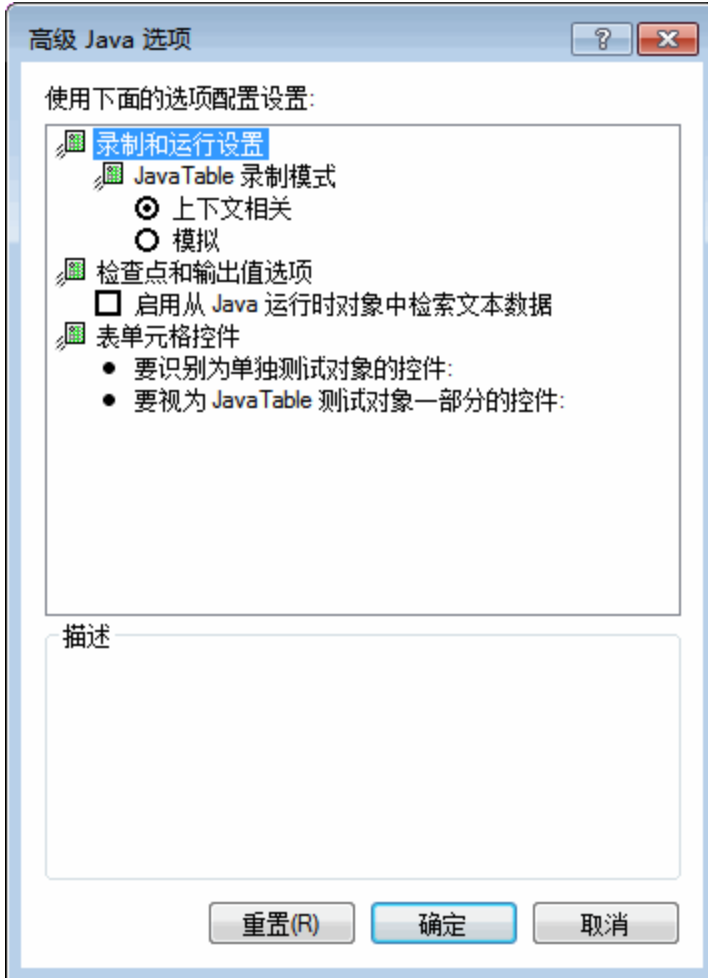 高级 Java 选项
使用下面的选项配置设置:
录制和运行设置
JavaTable 录制模式
上下文相关
模拟
检查点和输出值选项
启用从 Java 运行时对象中检索文本数据
表单元格控件
要识别为单独测试对象的控件:
要视为 JavaTable 测试对象一部分的控件:
描述
重置(R) 确定 取消